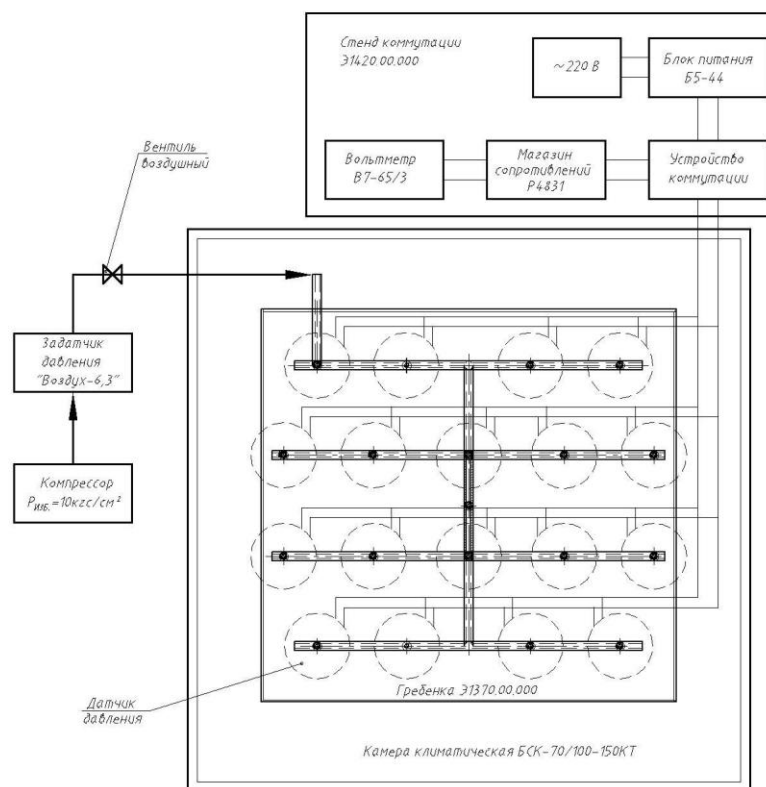 Стенд коммутации
Э1420.00.000
~220 В
Блок питания
Б5-44
Вольтметр
В7-65/3
Магазин
сопротивлений
Р4831
Устройство
коммутации
Вентиль
воздушный
Задатчик
давления
"Воздух-6,3"
Компрессор
Pизб.=10кгс/см²
Датчик
давления
Гребенка Э1370.00.000
Камера климатическая БСК-70/100-150КТ